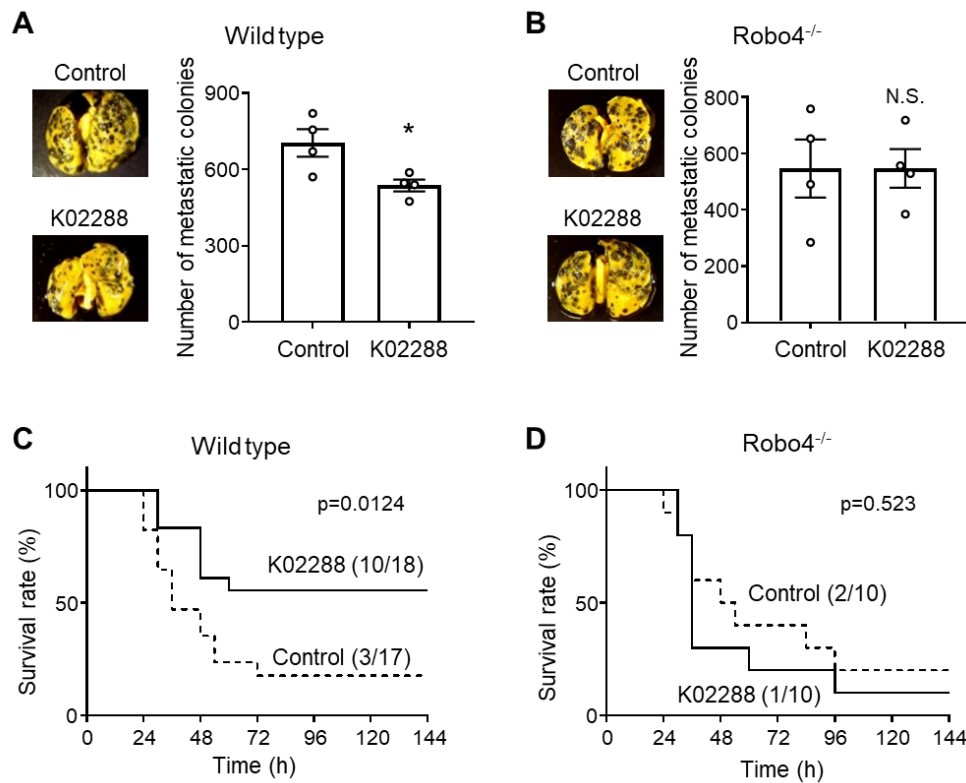 A
Wild type
Control
K02288
Number of metastatic colonies
900
600
300
0
*
Control
K02288
B
Robo4-/-
Control
K02288
Number of metastatic colonies
800
600
400
200
0
N.S.
Control
K02288
C
Wild type
Survival rate (%)
100
50
0
p=0.0124
K02288 (10/18)
Control (3/17)
0 24 48 72 96 120 144
Time (h)
D
Robo4-/-
Survival rate (%)
100
50
0
p=0.523
Control (2/10)
K02288 (1/10)
0 24 48 72 96 120 144
Time (h)